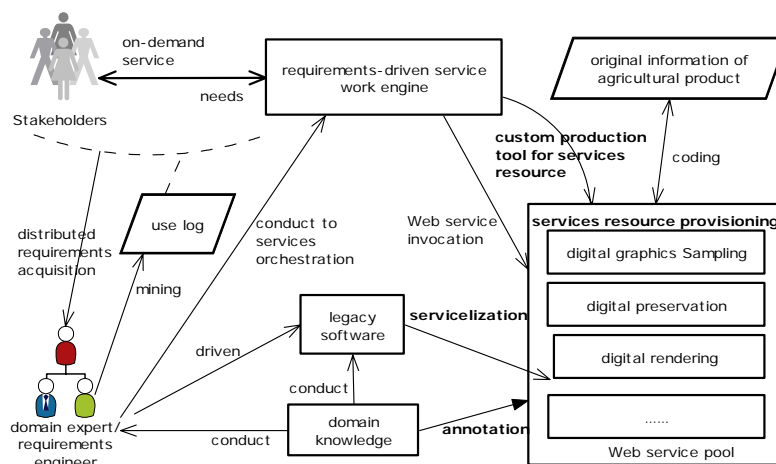 on-demand
service
needs
Stakeholders
requirements-driven service
work engine
original information of
agricultural product
custom production
tool for services
resource
coding
distributed
requirements
acquisition
use log
mining
conduct to
services
orchestration
Web service
invocation
services resource provisioning
digital graphics Sampling
digital preservation
digital rendering
......
Web service pool
legacy
software
servicelization
driven
conduct
domain
knowledge
annotation
conduct
domain expert
requirements
engineer